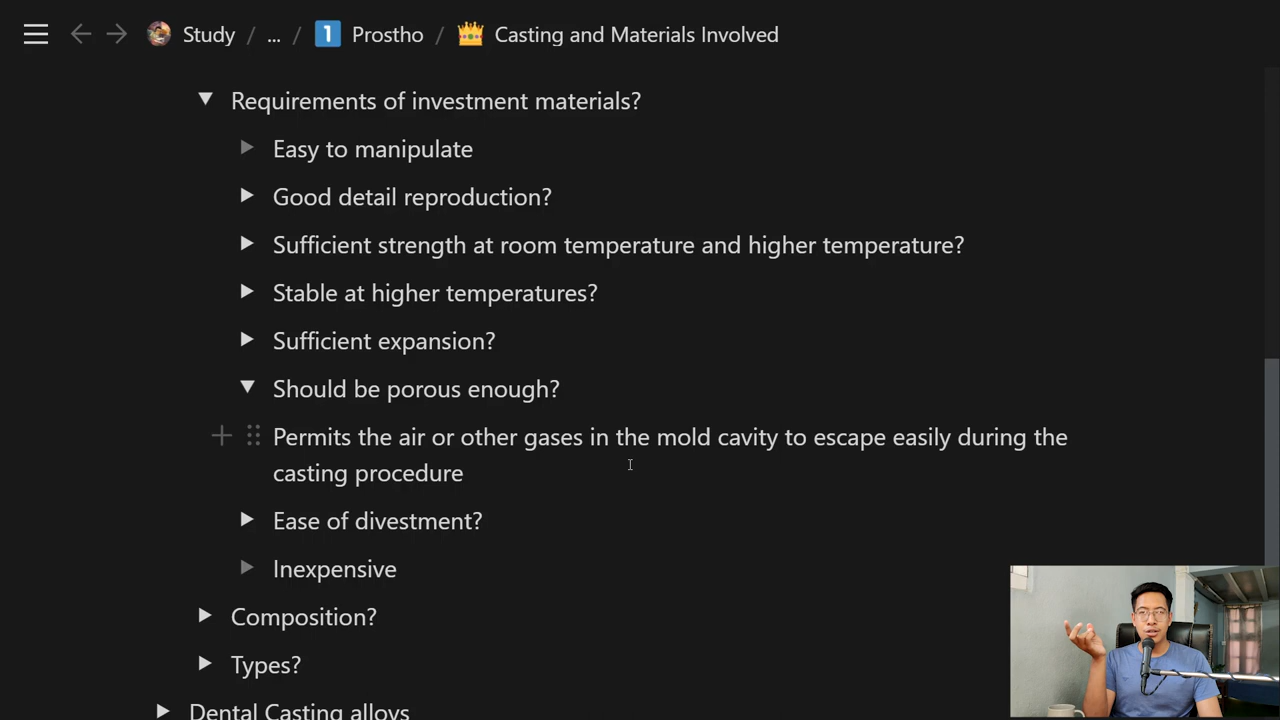 Study / ... / 1 Prostho / Casting and Materials Involved
Requirements of investment materials?
Easy to manipulate
Good detail reproduction?
Sufficient strength at room temperature and higher temperature?
Stable at higher temperatures?
Sufficient expansion?
Should be porous enough?
Permits the air or other gases in the mold cavity to escape easily during the
casting procedure
Ease of divestment?
Inexpensive
Composition?
Types?
Dental Casting alloys